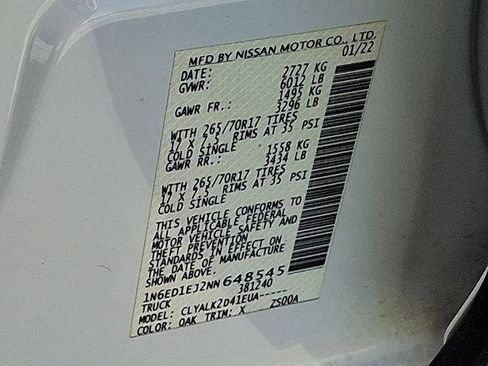 MFD BY NISSAN MOTOR CO., LTD.
DATE: 01/22
GVWR: 2727 KG
6012 LB
GAWR FR.: 1495 KG
3296 LB
WITH 265/70R17 TIRES
17 X 7.5 RIMS AT 35 PSI
COLD SINGLE
GAWR RR.: 1558 KG
3434 LB
WITH 265/70R17 TIRES
17 X 7.5 RIMS AT 35 PSI
COLD SINGLE
THIS VEHICLE CONFORMS TO
ALL APPLICABLE FEDERAL
MOTOR VEHICLE SAFETY AND
THEFT PREVENTION
STANDARDS IN EFFECT ON
THE DATE OF MANUFACTURE
SHOWN ABOVE.
1N6ED1EJ2NN648545
TRUCK 381240
MODEL: CLYALK2D41EUA-----
COLOR: QAK TRIM: X ZS00A